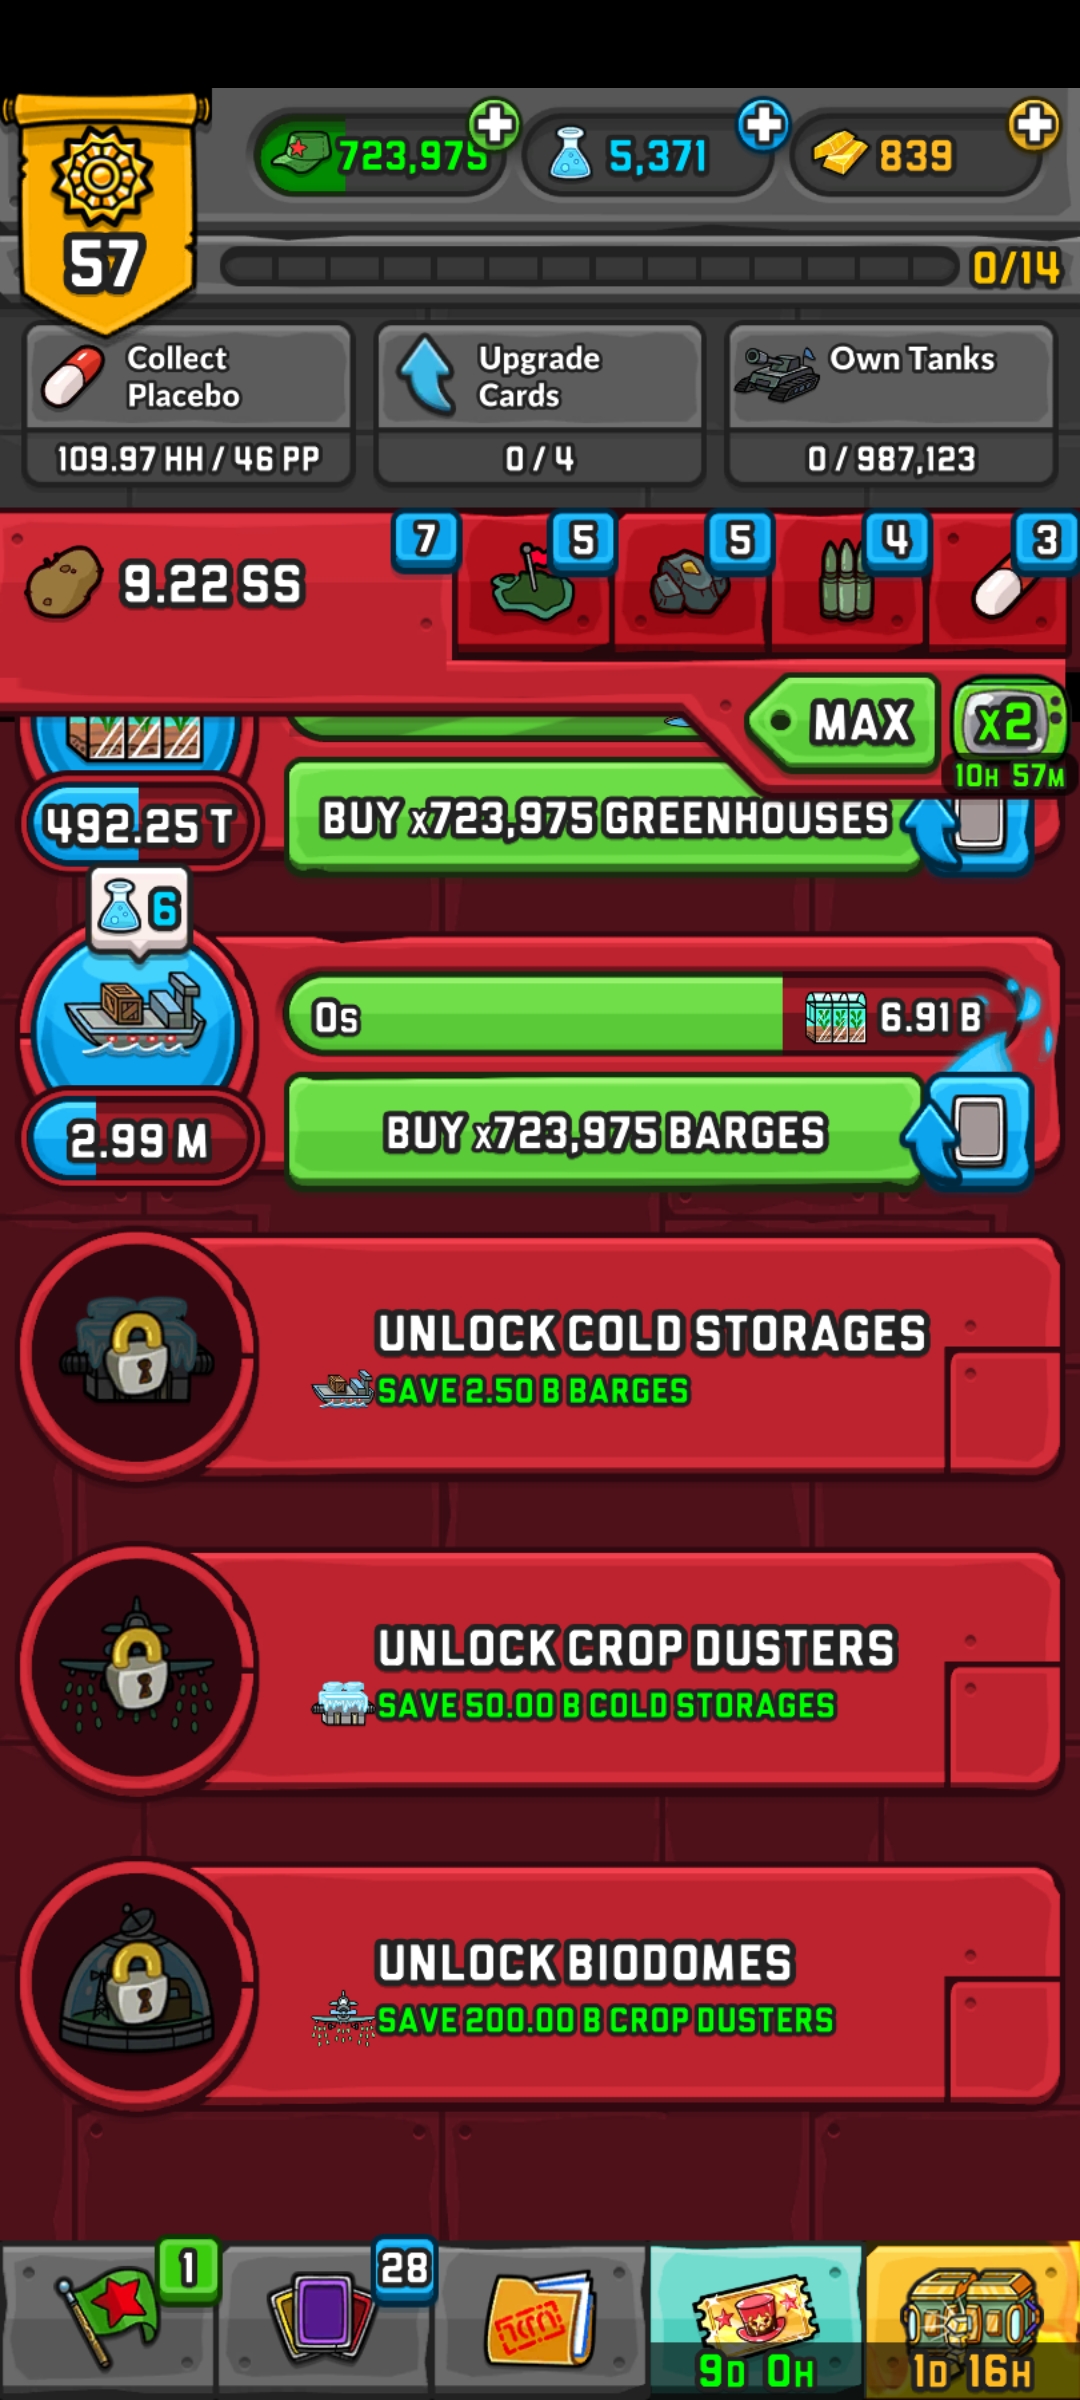 723,975
5,371
839
57
0/14
Collect
Placebo
109.97 HH / 46 PP
Upgrade
Cards
0 / 4
Own Tanks
0 / 987,123
9.22 SS
7
5
5
4
3
MAX
x2
10H 57M
492.25 T
BUY x723,975 GREENHOUSES
6
0s
6.91 B
2.99 M
BUY x723,975 BARGES
UNLOCK COLD STORAGES
SAVE 2.50 B BARGES
UNLOCK CROP DUSTERS
SAVE 50.00 B COLD STORAGES
UNLOCK BIODOMES
SAVE 200.00 B CROP DUSTERS
1
28
9D 0H
1D 16H